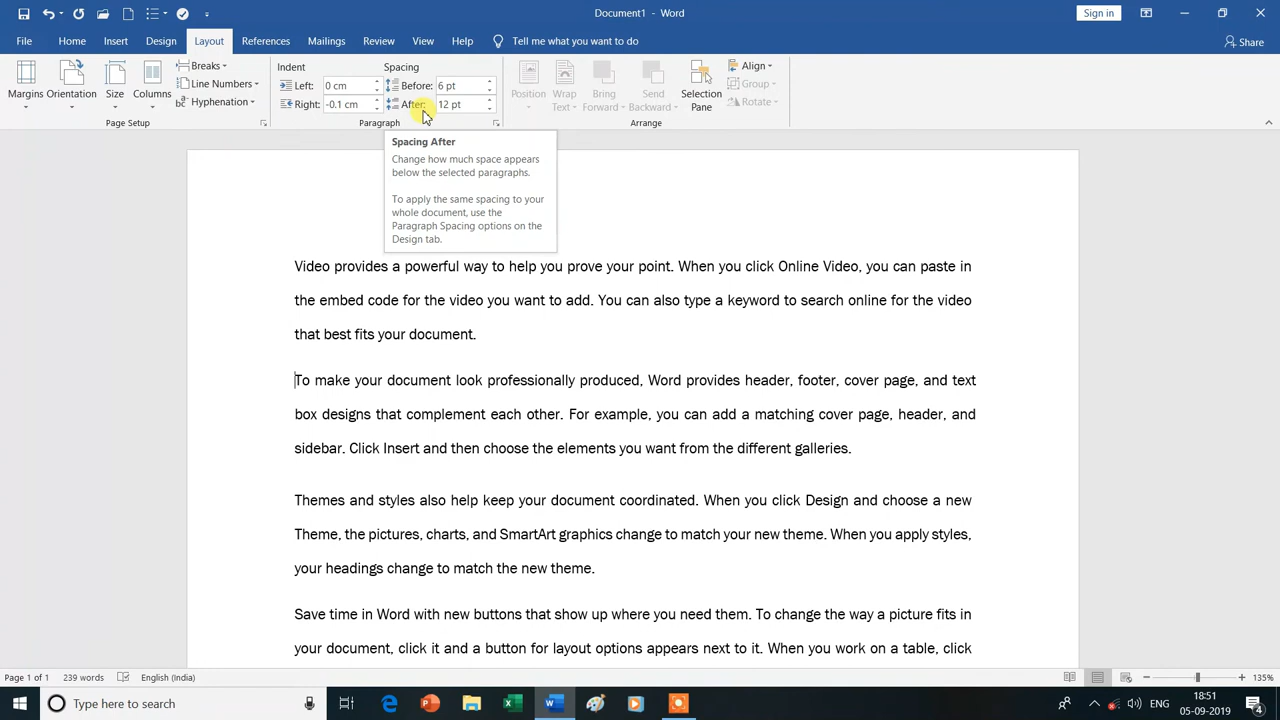 Document1 - Word
Sign in
File Home Insert Design Layout References Mailings Review View Help Tell me what you want to do Share
Margins Orientation Size Columns
Breaks
Line Numbers
Hyphenation
Page Setup
Indent
Left: 0 cm
Right: -0.1 cm
Spacing
Before: 6 pt
After: 12 pt
Paragraph
Position Wrap Text Bring Forward Send Backward Selection Pane
Align
Group
Rotate
Arrange
Spacing After
Change how much space appears
below the selected paragraphs.
To apply the same spacing to your
whole document, use the
Paragraph Spacing options on the
Design tab.
Video provides a powerful way to help you prove your point. When you click Online Video, you can paste in
the embed code for the video you want to add. You can also type a keyword to search online for the video
that best fits your document.
To make your document look professionally produced, Word provides header, footer, cover page, and text
box designs that complement each other. For example, you can add a matching cover page, header, and
sidebar. Click Insert and then choose the elements you want from the different galleries.
Themes and styles also help keep your document coordinated. When you click Design and choose a new
Theme, the pictures, charts, and SmartArt graphics change to match your new theme. When you apply styles,
your headings change to match the new theme.
Save time in Word with new buttons that show up where you need them. To change the way a picture fits in
your document, click it and a button for layout options appears next to it. When you work on a table, click
Page 1 of 1 239 words English (India) 135%
Type here to search
ENG
18:51
05-09-2019
4